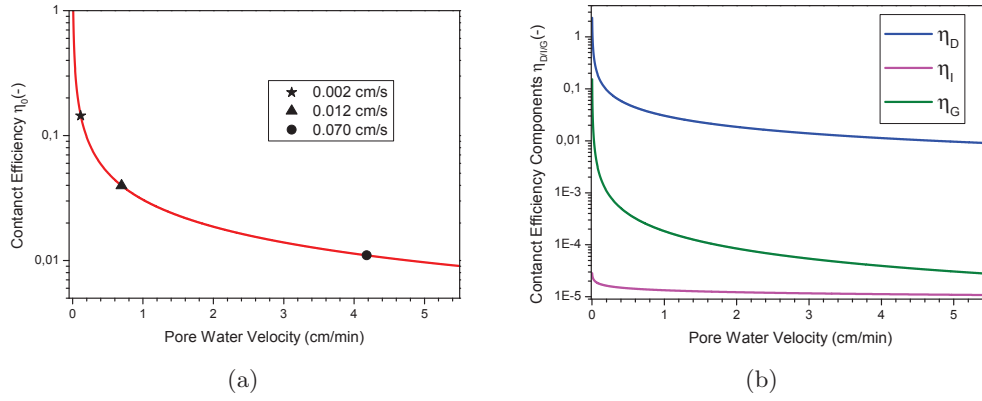 1
0,1
0,01
0
1
2
3
4
5
Contanct Efficiency η0(-)
Pore Water Velocity (cm/min)
0.002 cm/s
0.012 cm/s
0.070 cm/s
(a)
1
0,1
0,01
1E-3
1E-4
1E-5
0
1
2
3
4
5
Contanct Efficiency Components ηD/I/G(-)
Pore Water Velocity (cm/min)
ηD
ηI
ηG
(b)